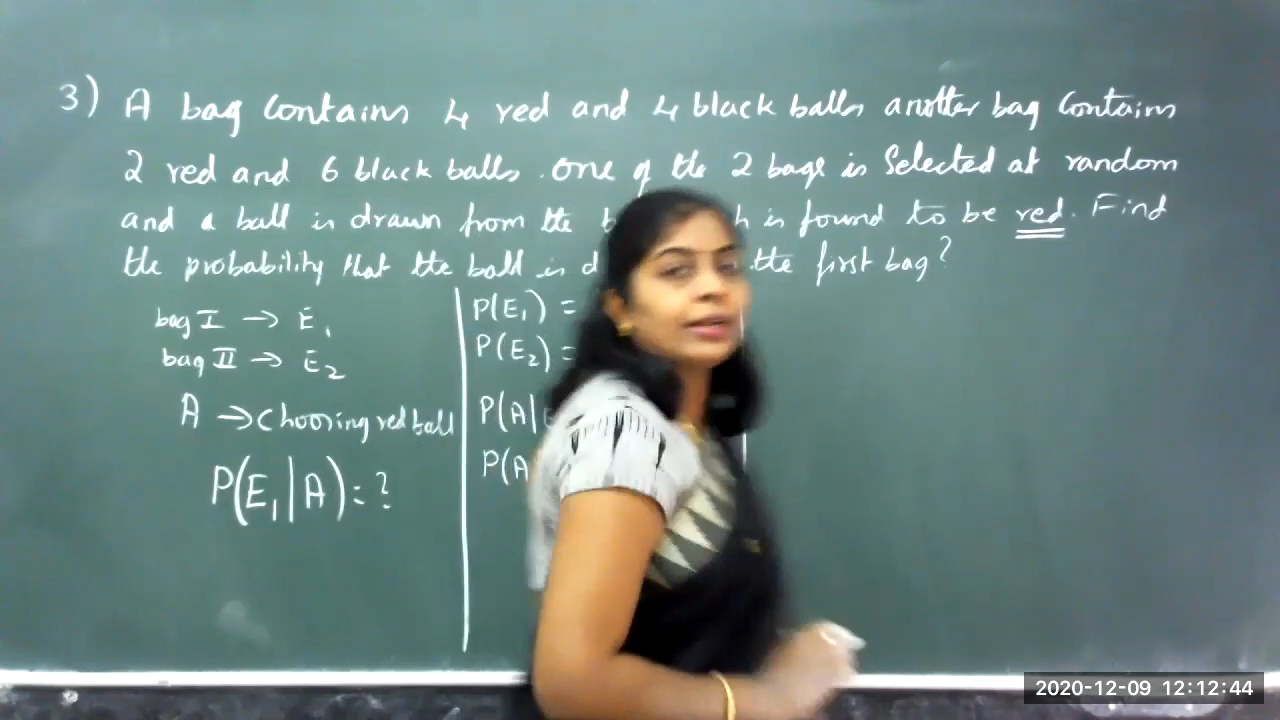 3) A bag contains 4 red and 4 black balls another bag contains
2 red and 6 black balls. One of the 2 bags is selected at random
and a ball is drawn from the is found to be red. Find
the probability that the ball is the first bag?
bag I → E₁
bag II → E₂
A → choosing red ball
P(E₁|A) = ?
P(E₁) =
P(E₂) =
P(A|
P(A
2020-12-09 12:12:44